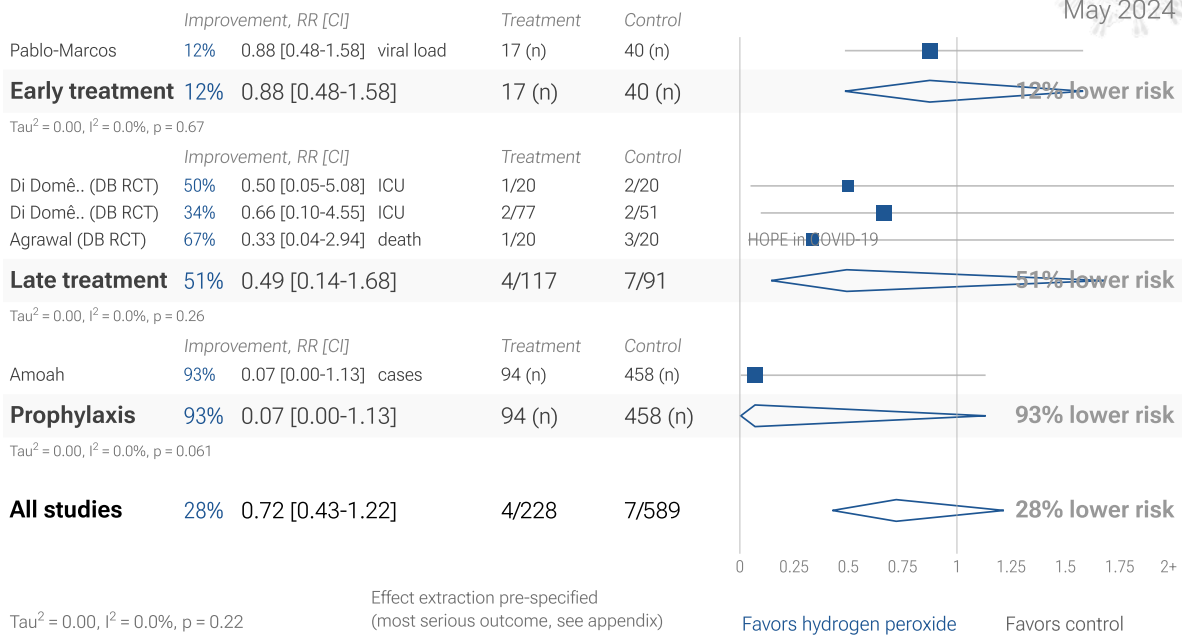 May 2024
Improvement, RR [CI] Treatment Control
Pablo-Marcos 12% 0.88 [0.48-1.58] viral load 17 (n) 40 (n)
Early treatment 12% 0.88 [0.48-1.58] 17 (n) 40 (n) 12% lower risk
Tau² = 0.00, I² = 0.0%, p = 0.67
Improvement, RR [CI] Treatment Control
Di Domê.. (DB RCT) 50% 0.50 [0.05-5.08] ICU 1/20 2/20
Di Domê.. (DB RCT) 34% 0.66 [0.10-4.55] ICU 2/77 2/51
Agrawal (DB RCT) 67% 0.33 [0.04-2.94] death 1/20 3/20 HOPE in COVID-19
Late treatment 51% 0.49 [0.14-1.68] 4/117 7/91 51% lower risk
Tau² = 0.00, I² = 0.0%, p = 0.26
Improvement, RR [CI] Treatment Control
Amoah 93% 0.07 [0.00-1.13] cases 94 (n) 458 (n)
Prophylaxis 93% 0.07 [0.00-1.13] 94 (n) 458 (n) 93% lower risk
Tau² = 0.00, I² = 0.0%, p = 0.061
All studies 28% 0.72 [0.43-1.22] 4/228 7/589 28% lower risk
0 0.25 0.5 0.75 1 1.25 1.5 1.75 2+
Tau² = 0.00, I² = 0.0%, p = 0.22
Effect extraction pre-specified
(most serious outcome, see appendix)
Favors hydrogen peroxide Favors control